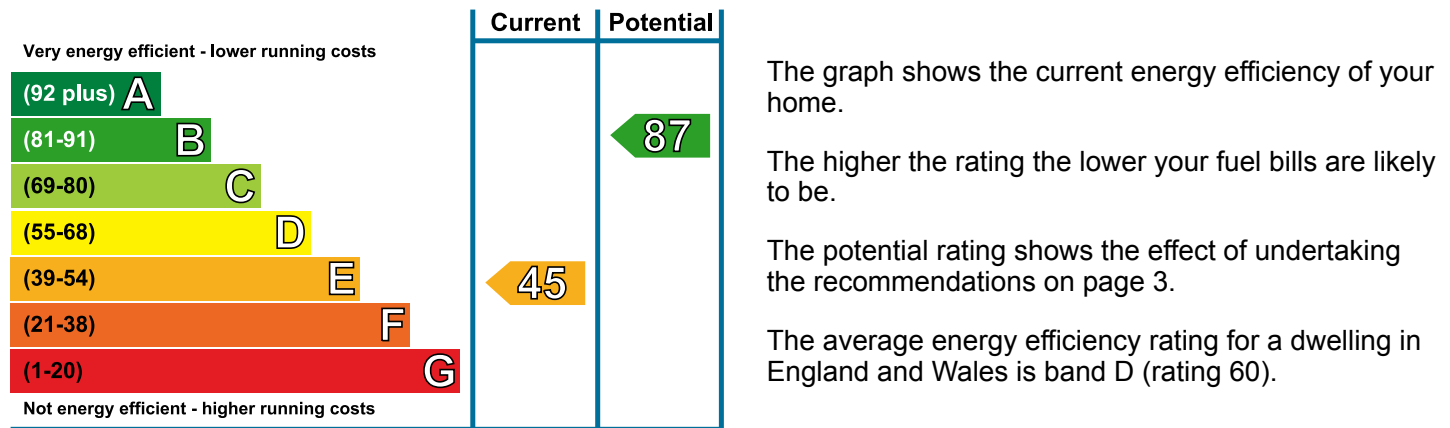 Current Potential
Very energy efficient - lower running costs
(92 plus) A
(81-91) B
87
(69-80) C
(55-68) D
(39-54) E
45
(21-38) F
(1-20) G
Not energy efficient - higher running costs
The graph shows the current energy efficiency of your
home.
The higher the rating the lower your fuel bills are likely
to be.
The potential rating shows the effect of undertaking
the recommendations on page 3.
The average energy efficiency rating for a dwelling in
England and Wales is band D (rating 60).